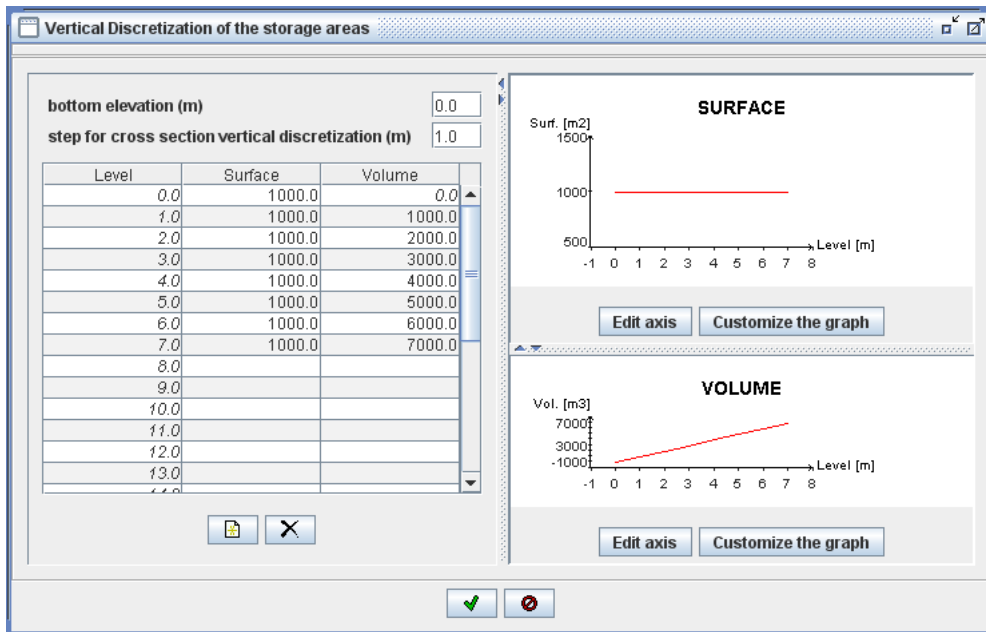 Vertical Discretization of the storage areas
bottom elevation (m) 0.0
step for cross section vertical discretization (m) 1.0
Level Surface Volume
0.0 1000.0 0.0
1.0 1000.0 1000.0
2.0 1000.0 2000.0
3.0 1000.0 3000.0
4.0 1000.0 4000.0
5.0 1000.0 5000.0
6.0 1000.0 6000.0
7.0 1000.0 7000.0
8.0
9.0
10.0
11.0
12.0
13.0
SURFACE
Surf. [m2]
1500
1000
500
Level [m]
-1 0 1 2 3 4 5 6 7 8
Edit axis Customize the graph
VOLUME
Vol. [m3]
7000
3000
-1000
Level [m]
-1 0 1 2 3 4 5 6 7 8
Edit axis Customize the graph